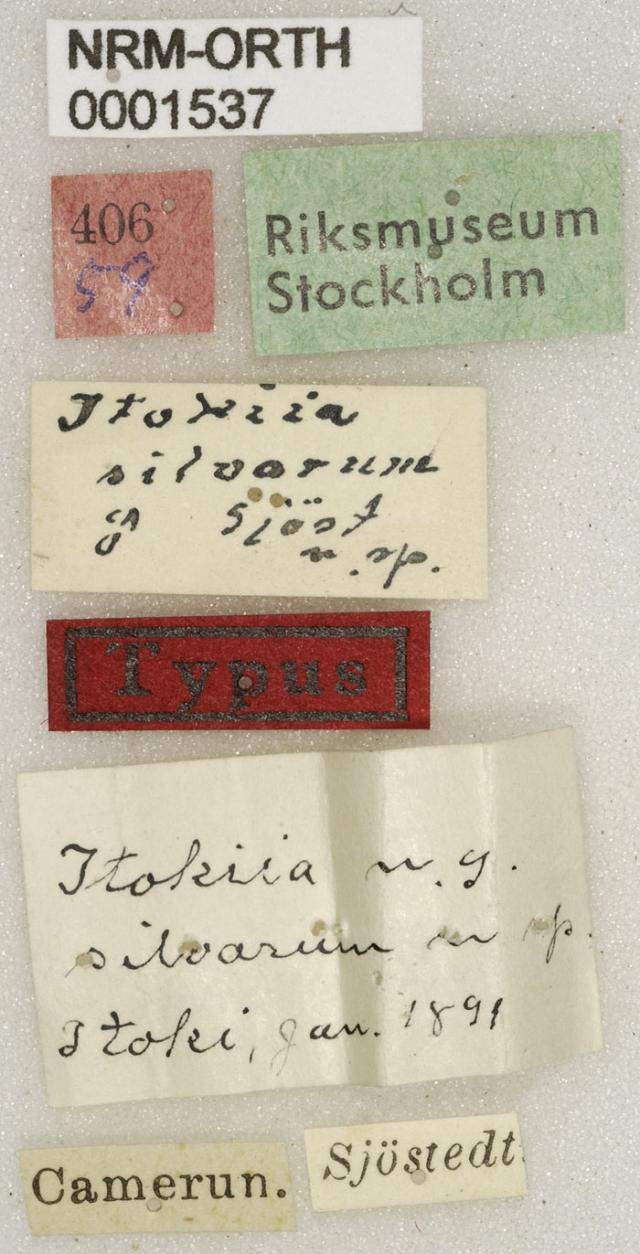 NRM-ORTH
0001537
406
59
Riksmuseum
Stockholm
Itokiia
silvarum
♀ Sjöst
n. sp.
Typus
Itokiia n. g.
silvarum n sp.
Itoki, Jan. 1891
Camerun.
Sjöstedt.